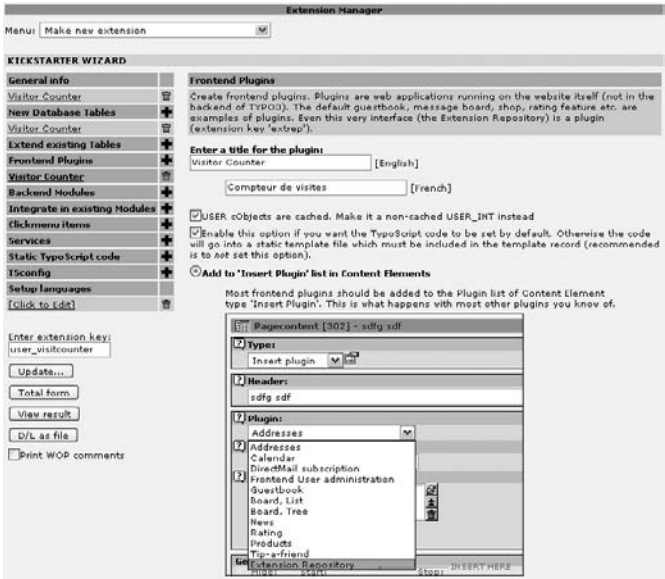 Extension Manager
Menu: Make new extension
KICKSTARTER WIZARD
General info
Visitor Counter
New Database Tables
Visitor Counter
Extend existing Tables
Frontend Plugins
Visitor Counter
Backend Modules
Integrate in existing Modules
Clickmenu items
Services
Static TypoScript code
TSconfig
Setup languages
[Click to Edit]
Enter extension key:
user_visitcounter
Update...
Total form
View result
D/L as file
Print WOP comments
Frontend Plugins
Create frontend plugins. Plugins are web applications running on the website itself (not in the
backend of TYPO3). The default guestbook, message board, shop, rating feature etc. are
examples of plugins. Even this very interface (the Extension Repository) is a plugin
(extension key 'extrep').
Enter a title for the plugin:
Visitor Counter [English]
Compteur de visites [French]
USER cObjects are cached. Make it a non-cached USER_INT instead
Enable this option if you want the TypoScript code to be set by default. Otherwise the code
will go into a static template file which must be included in the template record (recommended
is to not set this option).
Add to 'Insert Plugin' list in Content Elements
Most frontend plugins should be added to the Plugin list of Content Element
type 'Insert Plugin'. This is what happens with most other plugins you know of.
Pagecontent [302] - sdfg sdf
Type:
Insert plugin
Header:
sdfg sdf
Plugin:
Addresses
Addresses
Calendar
DirectMail subscription
Frontend User administration
Guestbook
Board, List
Board, Tree
News
Rating
Products
Tip-a-friend
Extension Repository
Ge
Hide: Start: Stop: INSERT HERE